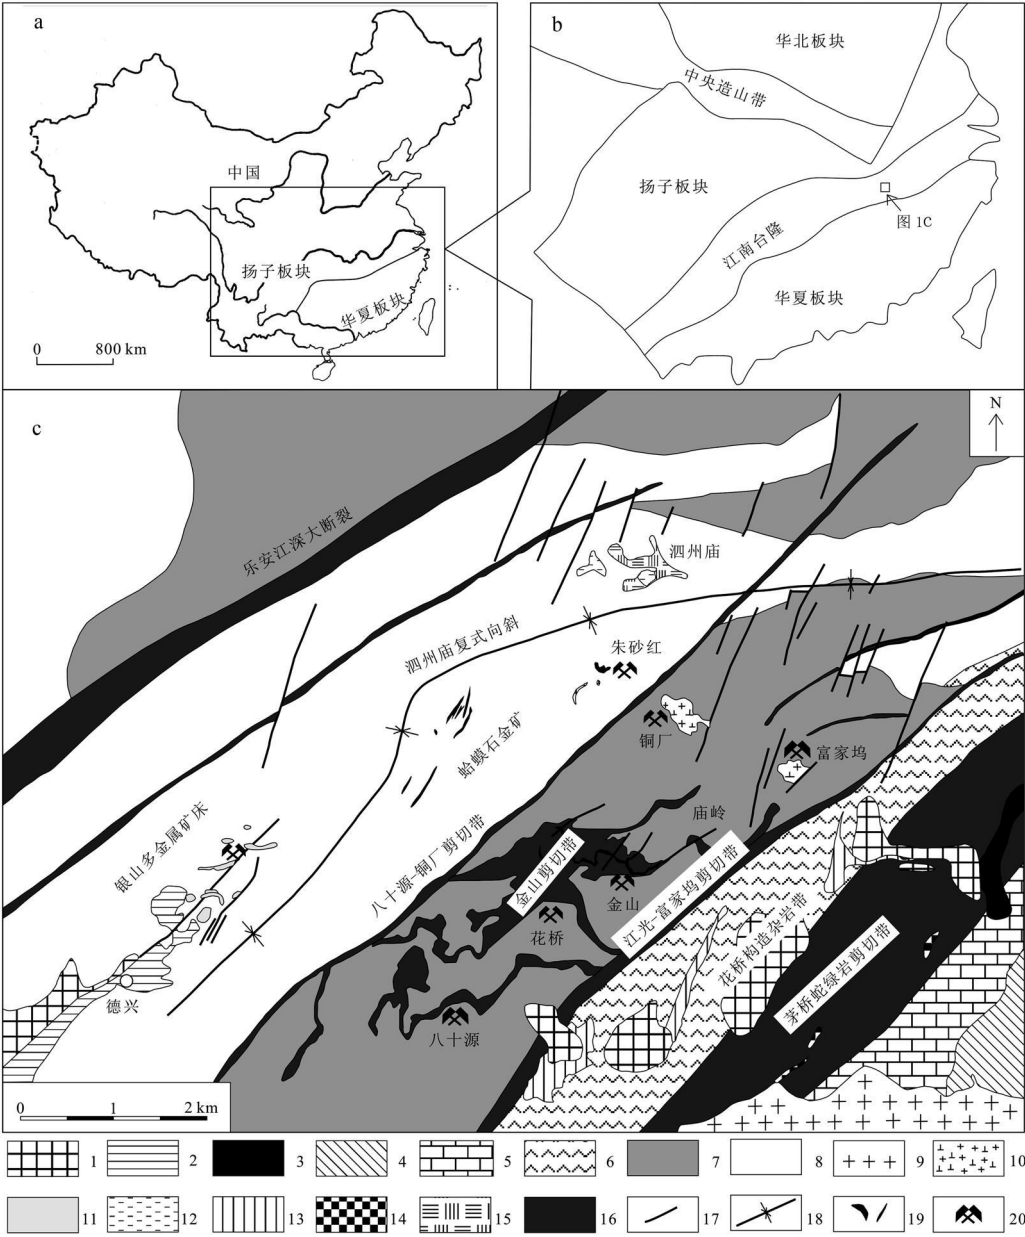 a
中国
扬子板块
华夏板块
0 800 km
b
华北板块
中央造山带
扬子板块
图 1C
江南台隆
华夏板块
c
N
乐安江深大断裂
泗州庙
泗州庙复式向斜
朱砂红
铜厂
蛤蟆石金矿
富家坞
庙岭
银山多金属矿床
八十源-铜厂剪切带
金山剪切带
金山
江光-富家坞剪切带
花桥
花桥构造杂岩带
茅桥蛇绿岩剪切带
德兴
八十源
0 1 2 km
1 2 3 4 5 6 7 8 9 10
11 12 13 14 15 16 17 18 19 20